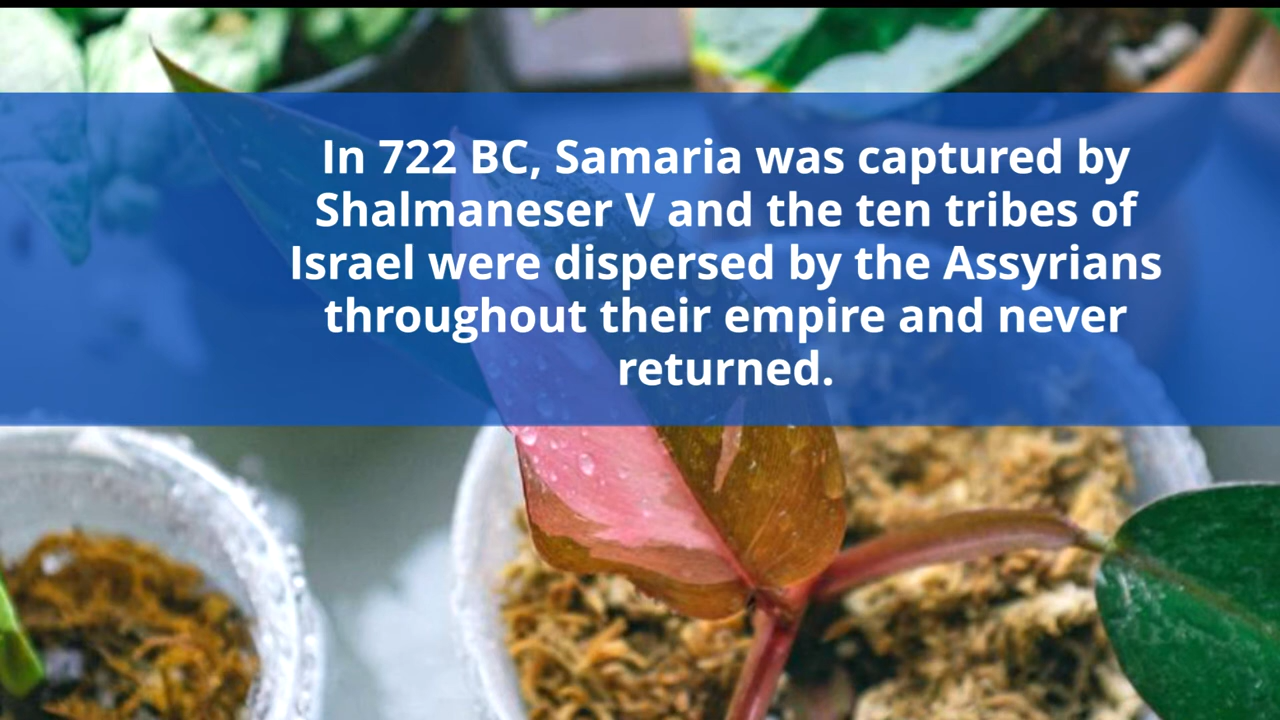 In 722 BC, Samaria was captured by
Shalmaneser V and the ten tribes of
Israel were dispersed by the Assyrians
throughout their empire and never
returned.